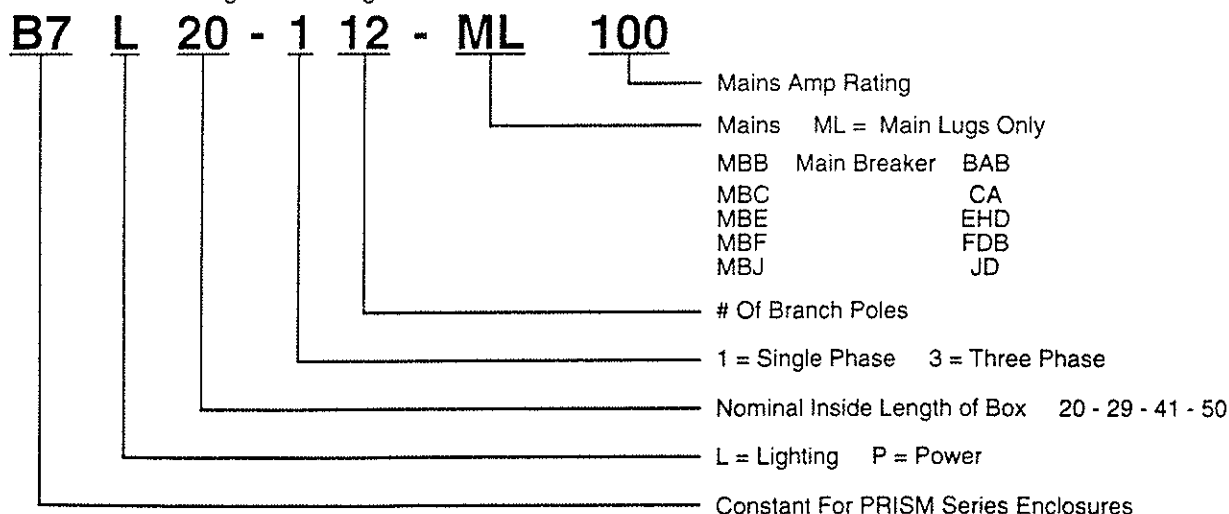 B7 L 20 - 1 12 - ML 100
Mains Amp Rating
Mains ML = Main Lugs Only
MBB Main Breaker BAB
MBC CA
MBE EHD
MBF FDB
MBJ JD
# Of Branch Poles
1 = Single Phase 3 = Three Phase
Nominal Inside Length of Box 20 - 29 - 41 - 50
L = Lighting P = Power
Constant For PRISM Series Enclosures